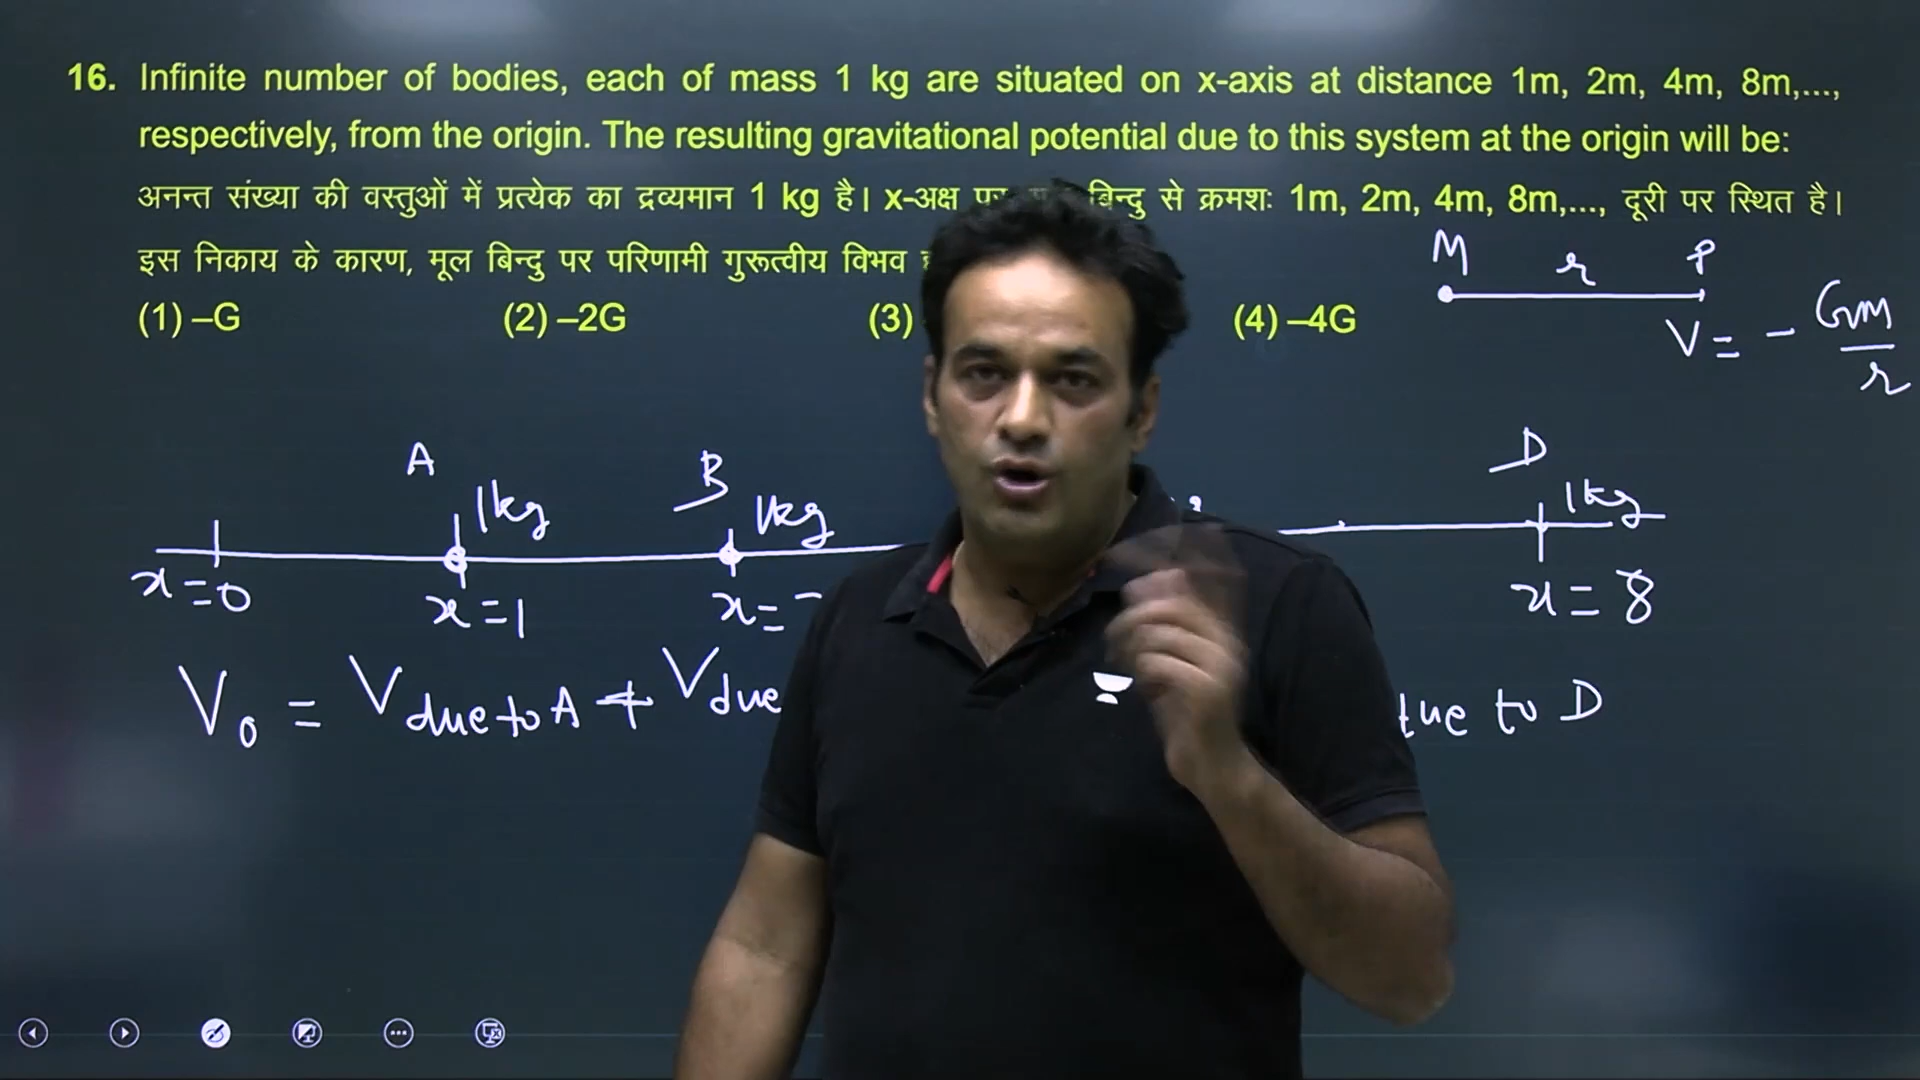 16. Infinite number of bodies, each of mass 1 kg are situated on x-axis at distance 1m, 2m, 4m, 8m,...,
respectively, from the origin. The resulting gravitational potential due to this system at the origin will be:
अनन्त संख्या की वस्तुओं में प्रत्येक का द्रव्यमान 1 kg है। x-अक्ष बिन्दु से क्रमशः 1m, 2m, 4m, 8m,..., दूरी पर स्थित है।
इस निकाय के कारण, मूल बिन्दु पर परिणामी गुरूत्वीय विभव
(1) –G (2) –2G (3) (4) –4G
M r P
V = - GM/r
A B D
1kg 1kg 1kg
x=0 x=1 x= x=8
V0 = V due to A + V due due to D